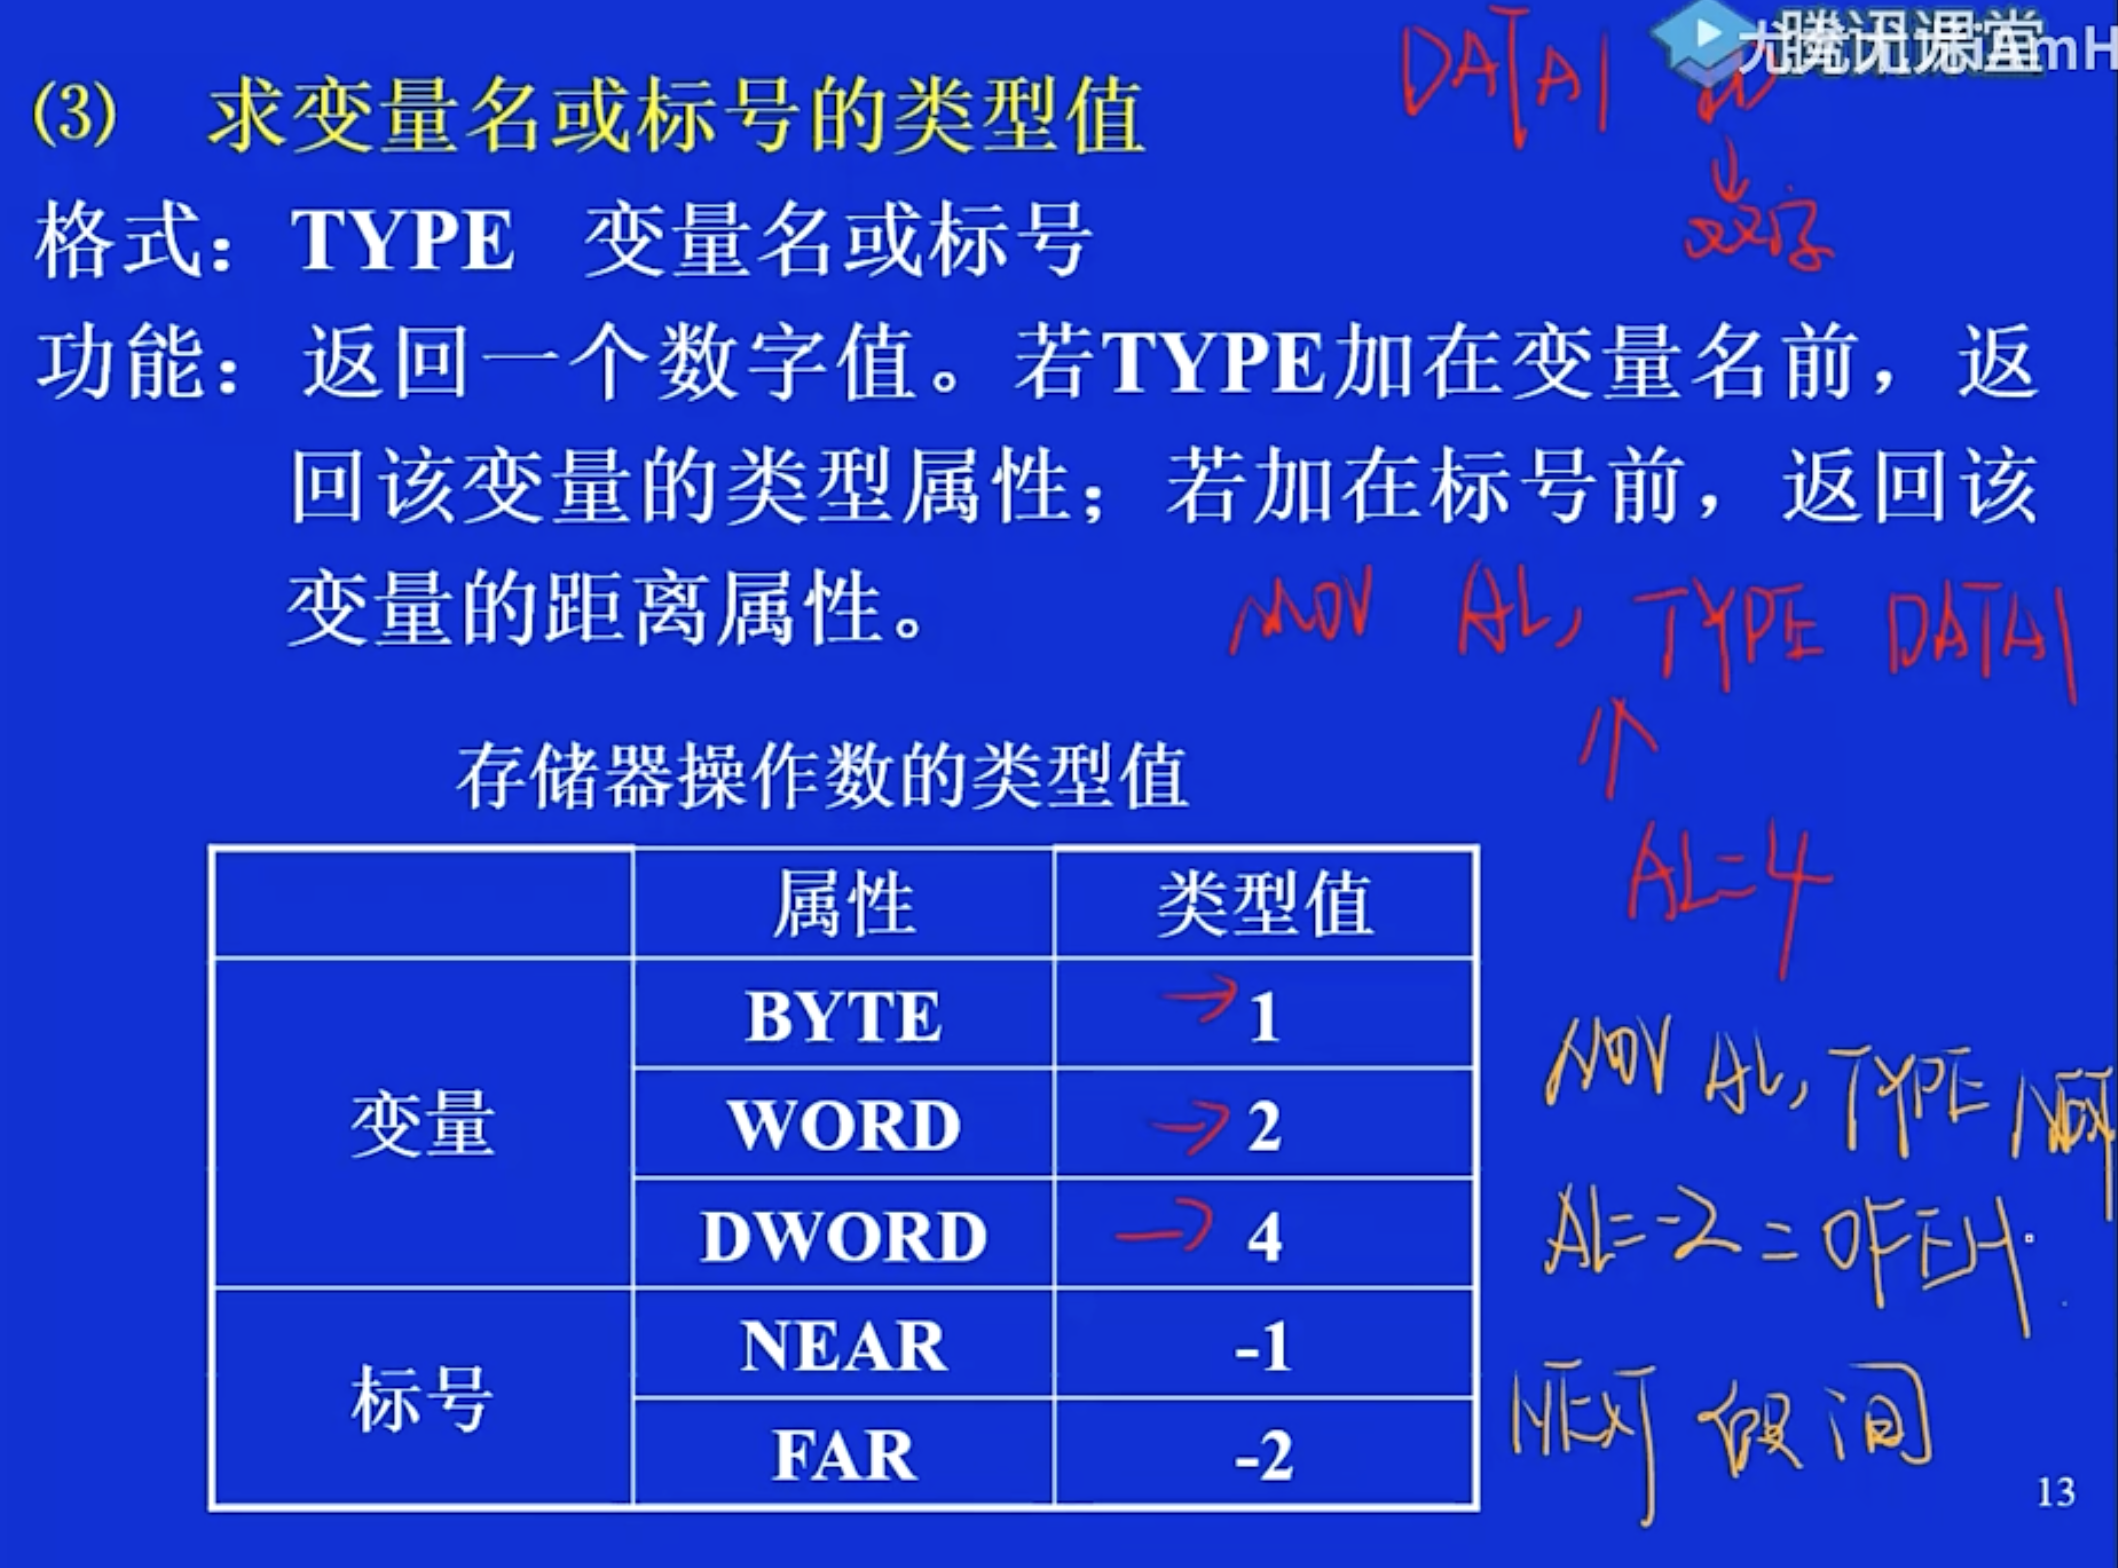 DATA1
腾讯课堂
(3) 求变量名或标号的类型值
双字
格式：TYPE 变量名或标号
功能：返回一个数字值。若TYPE加在变量名前，返
回该变量的类型属性；若加在标号前，返回该
变量的距离属性。
MOV AL, TYPE DATA1
AL=4
存储器操作数的类型值
属性 类型值
变量 BYTE → 1
WORD → 2
DWORD → 4
标号 NEAR -1
FAR -2
MOV AL, TYPE NEXT
AL=-2=0FEH
NEXT 段间
13